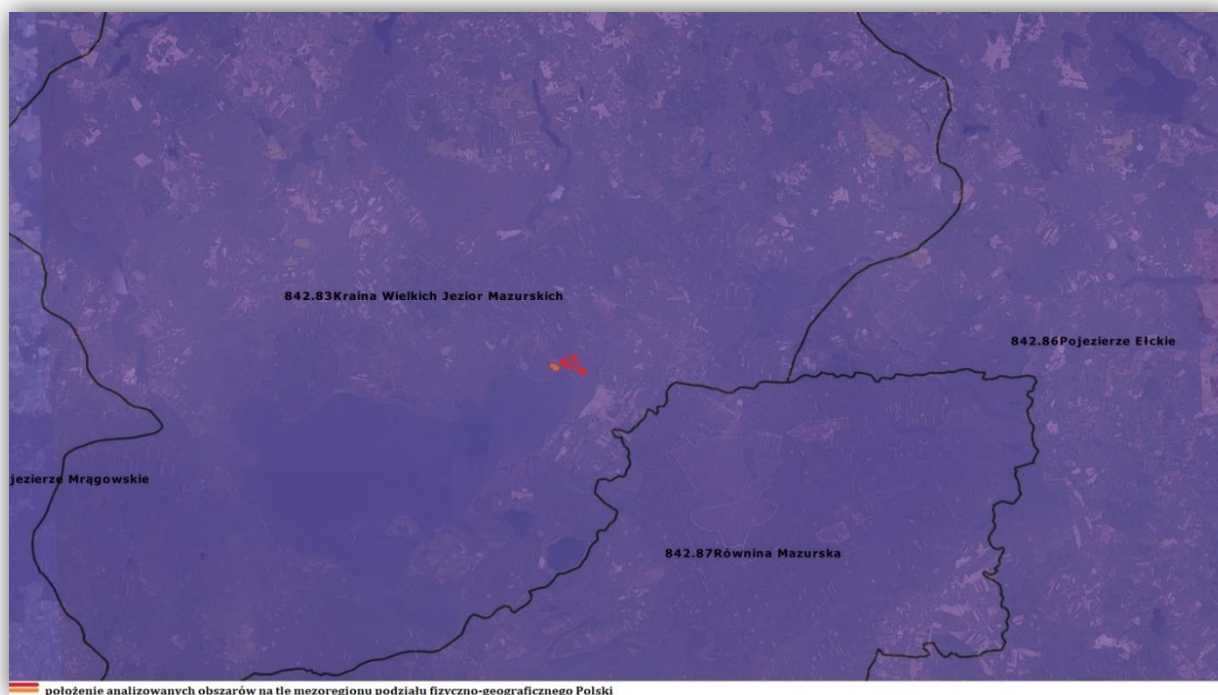 842.83Kraina Wielkich Jezior Mazurskich
842.86Pojezierze Ełckie
jezierze Mrągowskie
842.87Równina Mazurska
położenie analizowanych obszarów na tle mezoregionu podziału fizyczno-geograficznego Polski